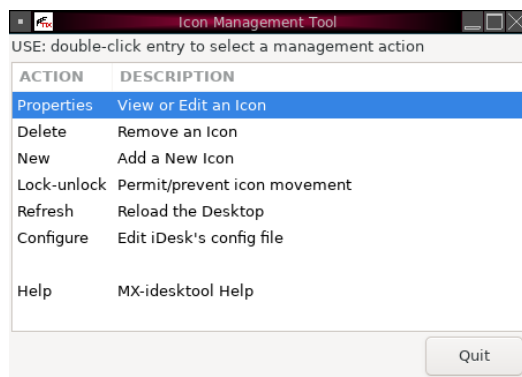 Icon Management Tool
USE: double-click entry to select a management action
ACTION DESCRIPTION
Properties View or Edit an Icon
Delete Remove an Icon
New Add a New Icon
Lock-unlock Permit/prevent icon movement
Refresh Reload the Desktop
Configure Edit iDesk's config file
Help MX-idesktool Help
Quit